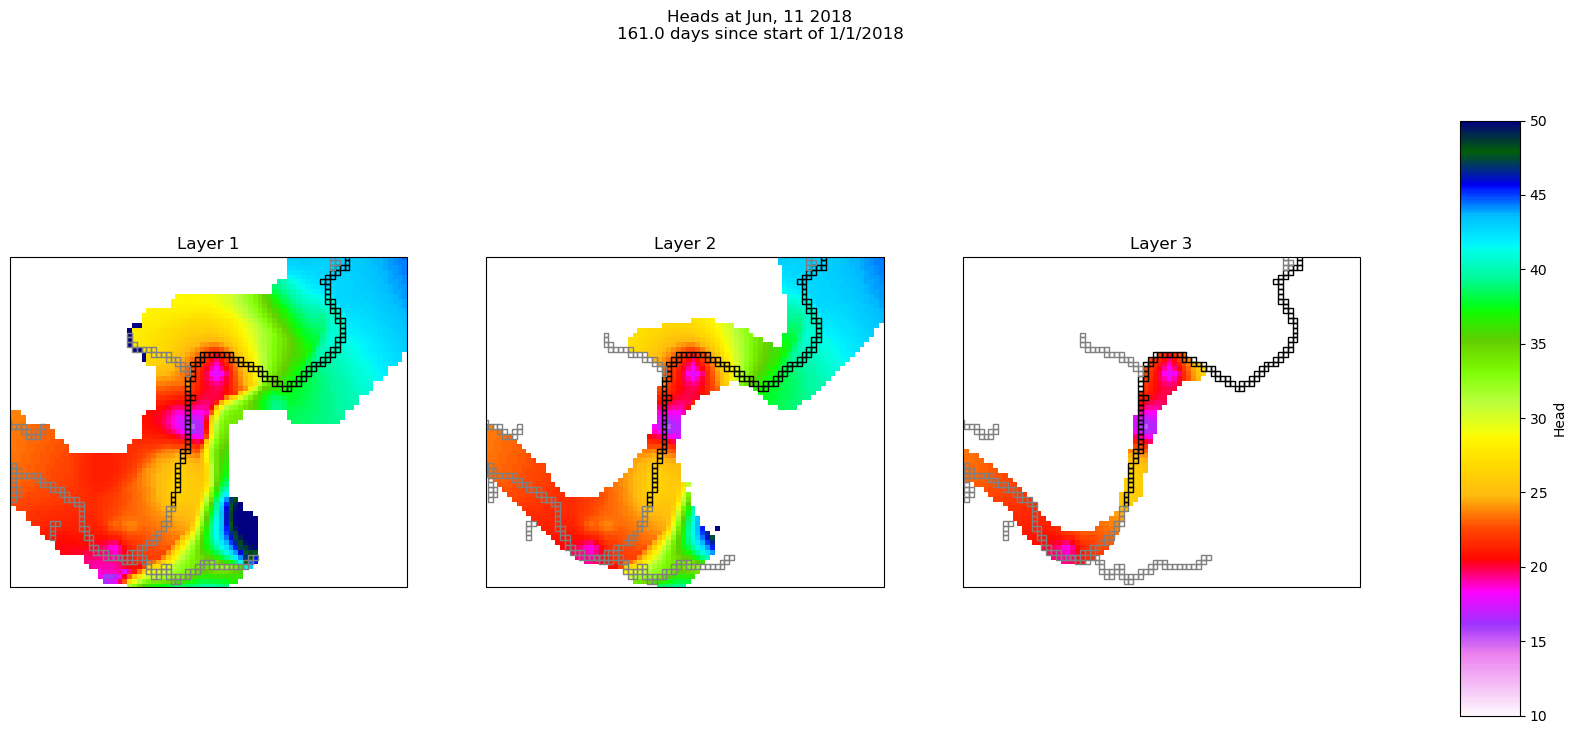 Heads at Jun, 11 2018
161.0 days since start of 1/1/2018
Layer 1
Layer 2
Layer 3
50
45
40
35
30
25
20
15
10
Head